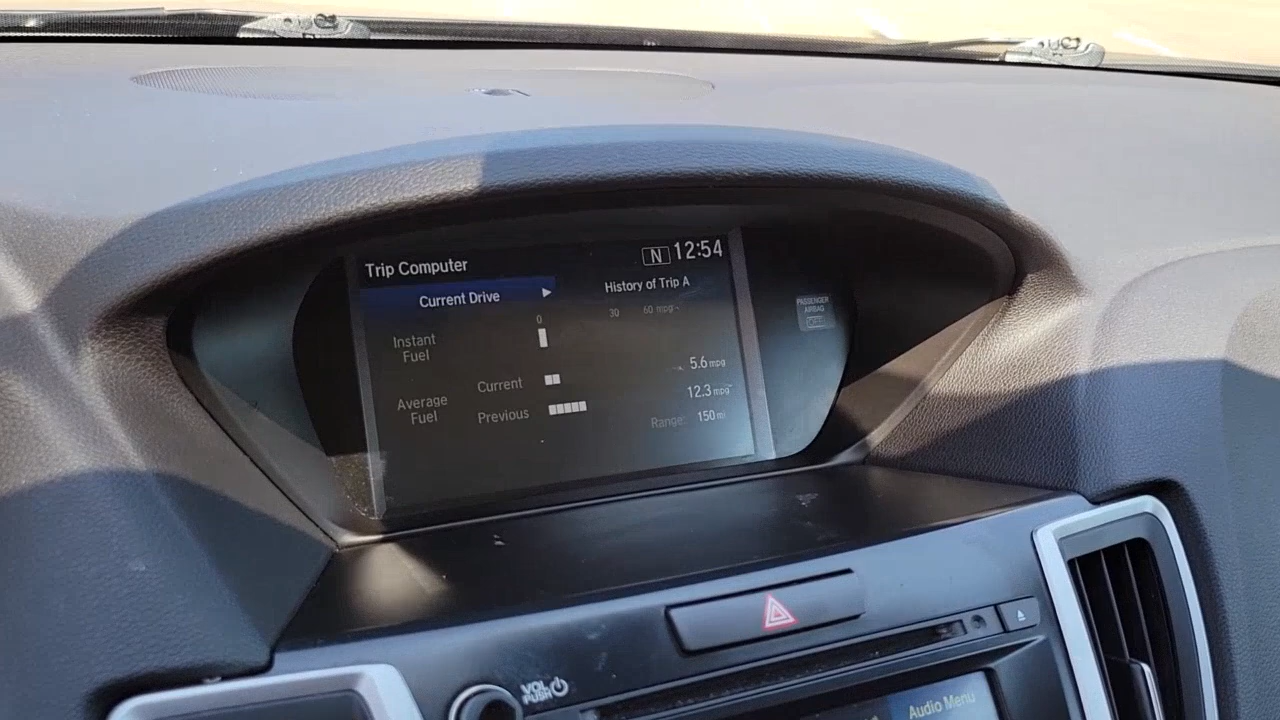 Trip Computer
N 12:54
Current Drive ▶
History of Trip A
0 30 60 mpg
Instant
Fuel
Average
Fuel
Current 5.6 mpg
Previous 12.3 mpg
Range: 150 mi
PASSENGER
AIRBAG
OFF
VOL
PUSH
Audio Menu